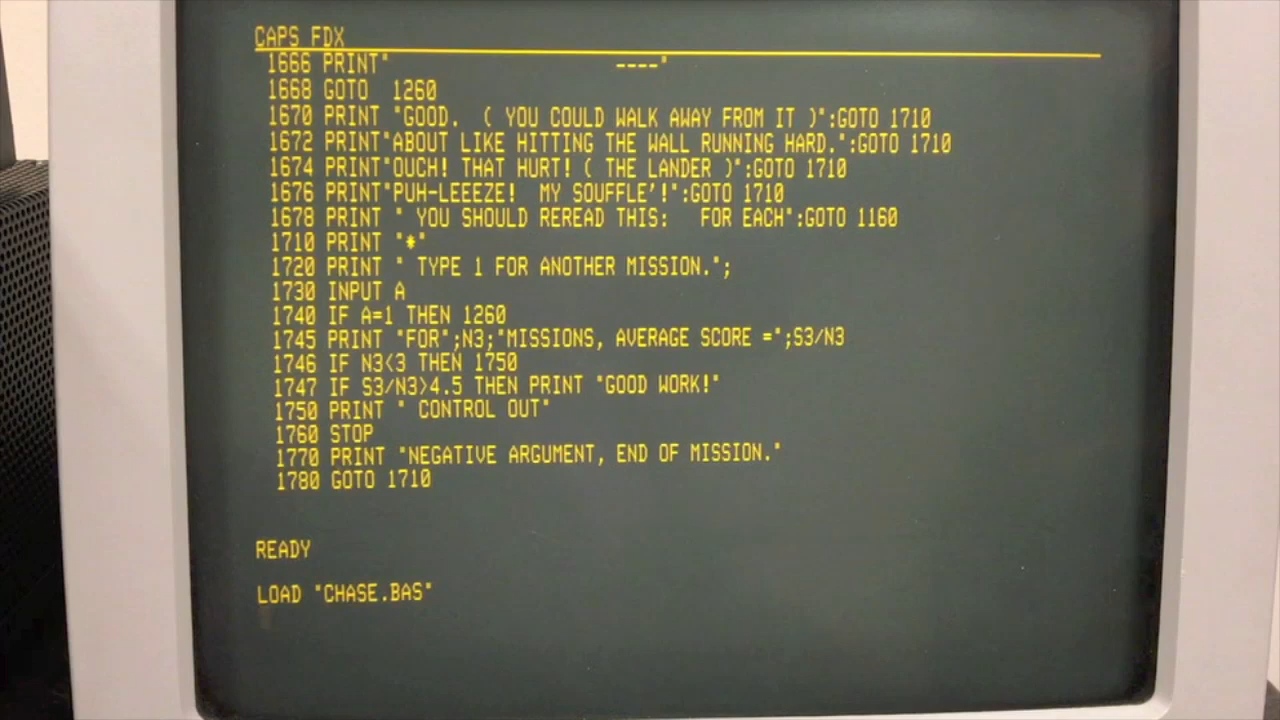 CAPS FDX
1666 PRINT"                         ----"
1668 GOTO  1260
1670 PRINT "GOOD.  ( YOU COULD WALK AWAY FROM IT )":GOTO 1710
1672 PRINT"ABOUT LIKE HITTING THE WALL RUNNING HARD.":GOTO 1710
1674 PRINT"OUCH! THAT HURT! ( THE LANDER )":GOTO 1710
1676 PRINT"PUH-LEEEZE!  MY SOUFFLE'!":GOTO 1710
1678 PRINT " YOU SHOULD REREAD THIS:   FOR EACH":GOTO 1160
1710 PRINT "*"
1720 PRINT " TYPE 1 FOR ANOTHER MISSION.";
1730 INPUT A
1740 IF A=1 THEN 1260
1745 PRINT "FOR";N3;"MISSIONS, AVERAGE SCORE =";S3/N3
1746 IF N3<3 THEN 1750
1747 IF S3/N3>4.5 THEN PRINT "GOOD WORK!"
1750 PRINT " CONTROL OUT"
1760 STOP
1770 PRINT "NEGATIVE ARGUMENT, END OF MISSION."
1780 GOTO 1710
READY
LOAD "CHASE.BAS"